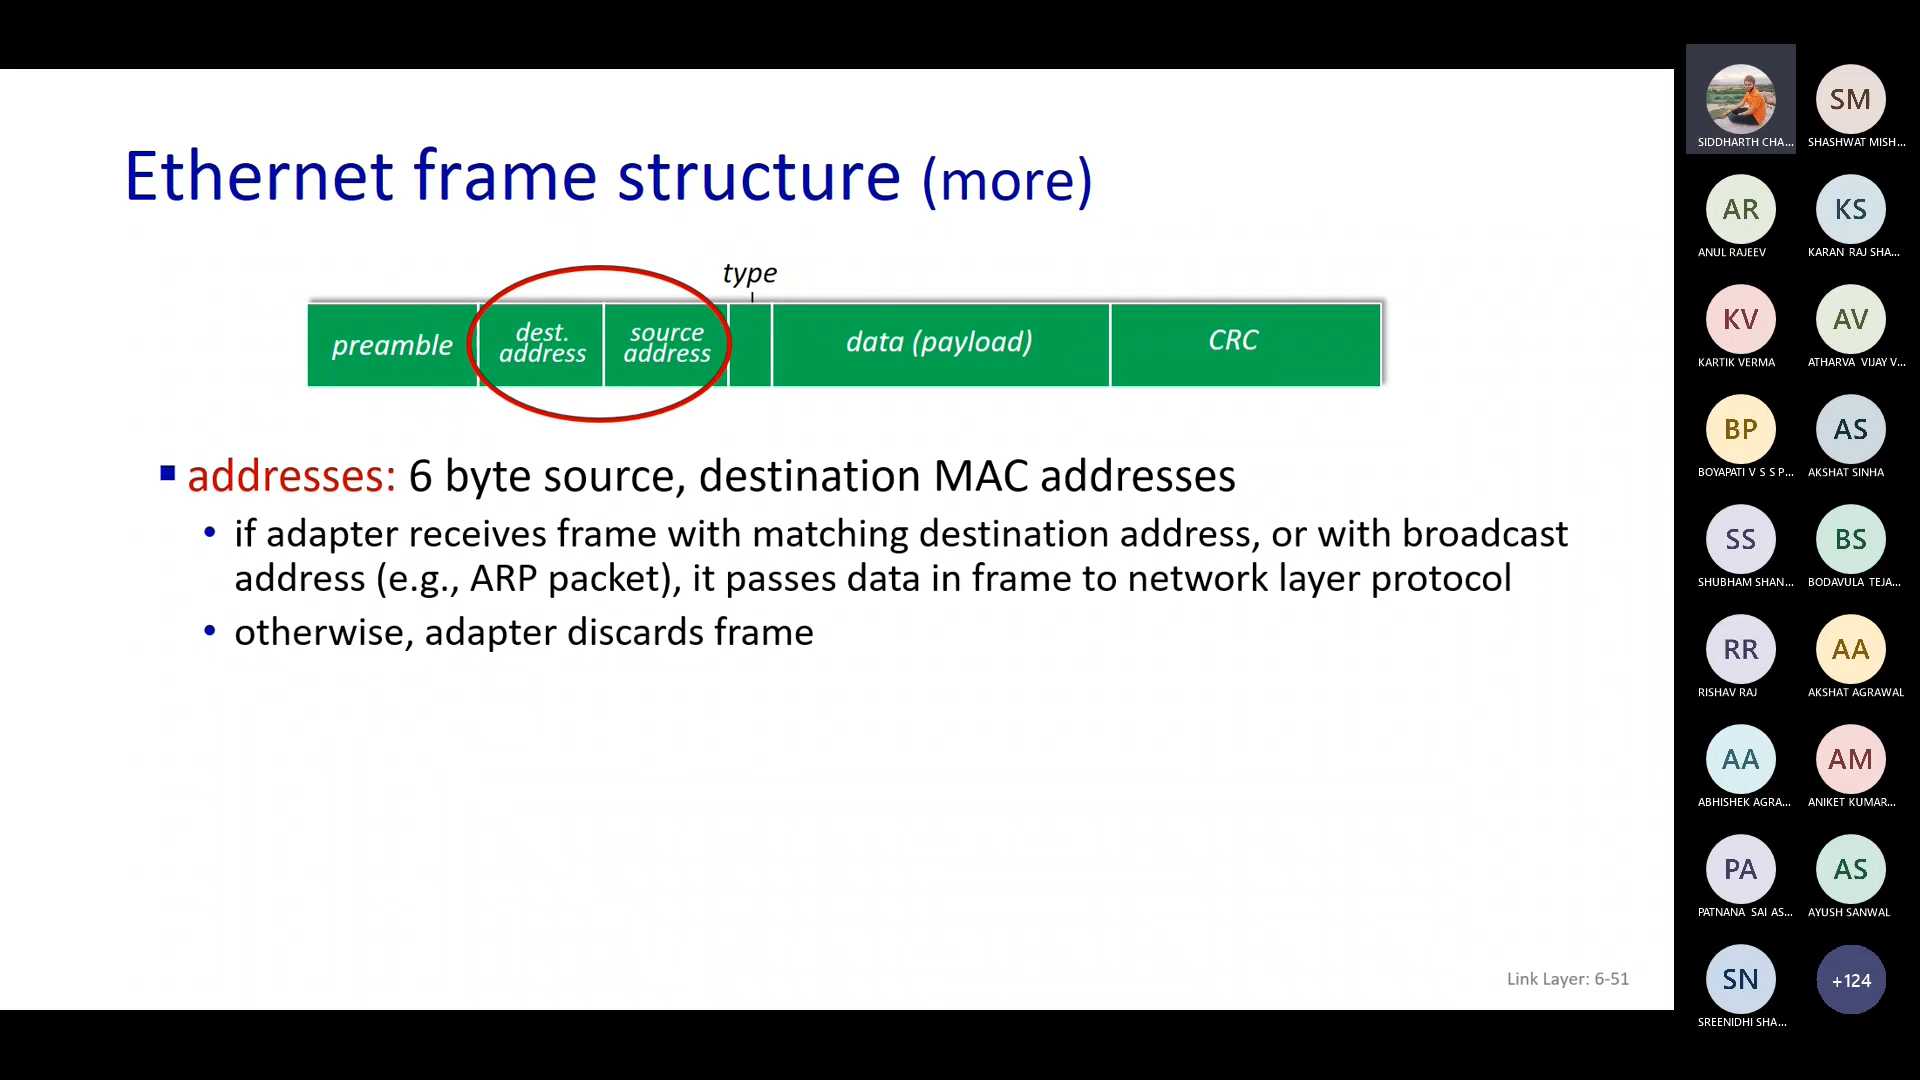 Ethernet frame structure (more)
type
preamble
dest.
address
source
address
data (payload)
CRC
addresses: 6 byte source, destination MAC addresses
• if adapter receives frame with matching destination address, or with broadcast
address (e.g., ARP packet), it passes data in frame to network layer protocol
• otherwise, adapter discards frame
Link Layer: 6-51
SIDDHARTH CHA...
SM
SHASHWAT MISH...
AR
ANUL RAJEEV
KS
KARAN RAJ SHA...
KV
KARTIK VERMA
AV
ATHARVA VIJAY V...
BP
BOYAPATI V S S P...
AS
AKSHAT SINHA
SS
SHUBHAM SHAN...
BS
BODAVULA TEJA...
RR
RISHAV RAJ
AA
AKSHAT AGRAWAL
AA
ABHISHEK AGRA...
AM
ANIKET KUMAR...
PA
PATNANA SAI AS...
AS
AYUSH SANWAL
SN
SREENIDHI SHA...
+124